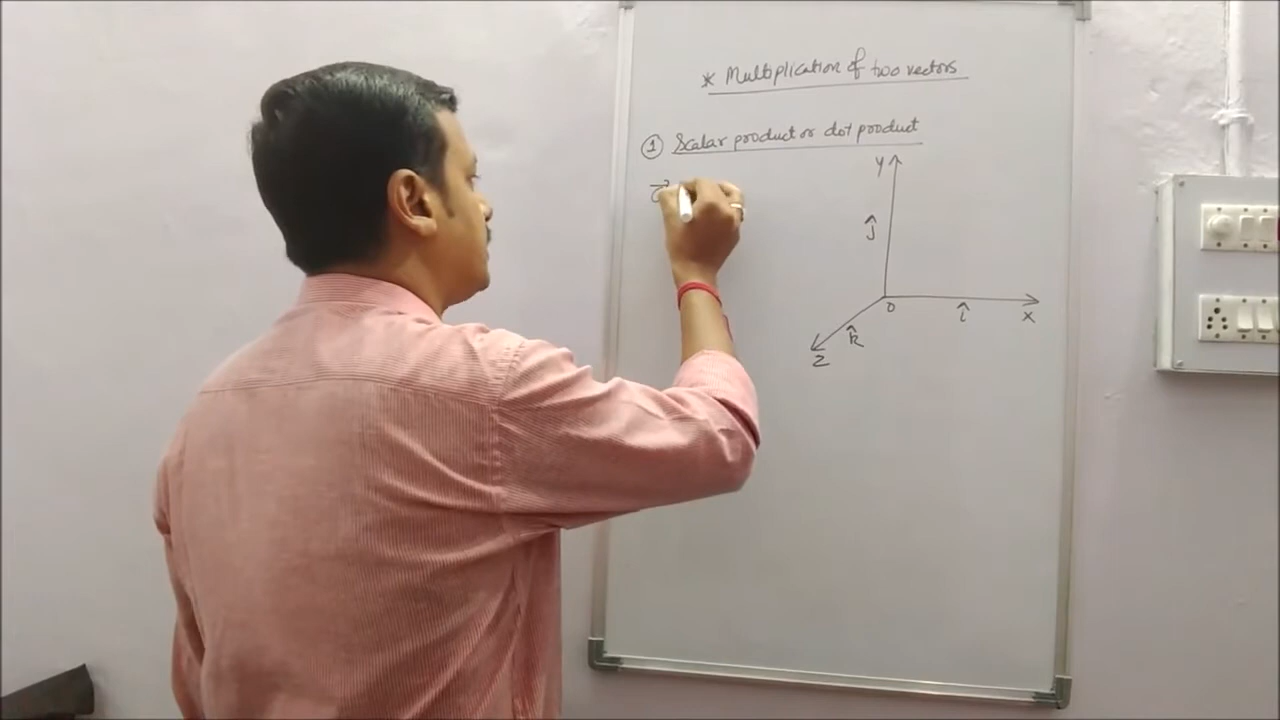 * Multiplication of two vectors
① Scalar product or dot product
Y
ĵ
O
î
X
k̂
Z